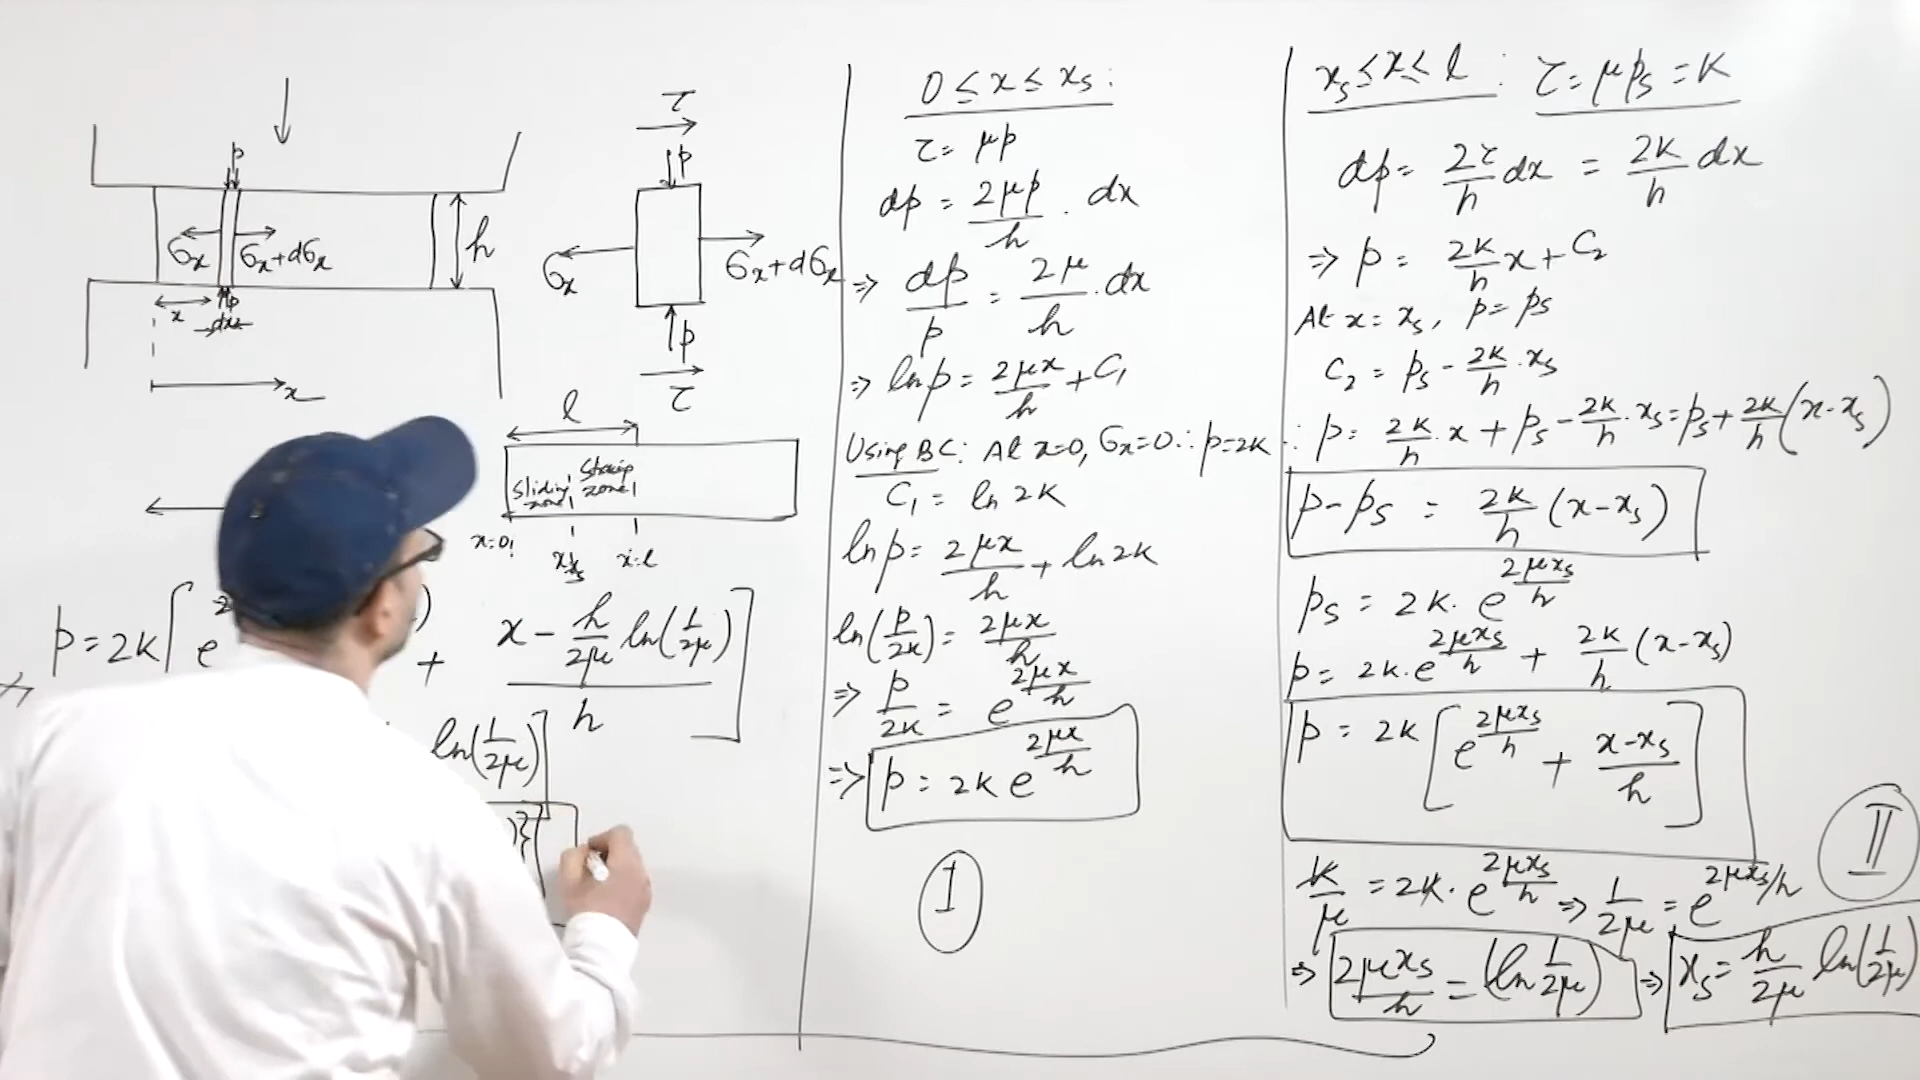 p
σx
σx+dσx
h
x
dx
p
x
τ
p
σx
σx+dσx
p
τ
l
Sliding zone
Sticking zone
x=0
xs
x=l
p=2k[e
+ (x - h/2μ ln(1/2μ))/h]
ln(1/2μ)]
)}
0 ≤ x ≤ xs:
τ= μp
dp = 2μp/h . dx
⇒ dp/p = 2μ/h . dx
⇒ ln p = 2μx/h + C1
Using BC: At x=0, σx=0 ∴ p=2k
C1 = ln 2k
ln p = 2μx/h + ln 2k
ln(p/2k) = 2μx/h
⇒ p/2k = e^(2μx/h)
⇒ p = 2k e^(2μx/h)
I
xs ≤ x ≤ l : τ= μps = k
dp = 2τ/h dx = 2k/h dx
⇒ p = 2k/h x + C2
At x = xs, p = ps
C2 = ps - 2k/h . xs
∴ p = 2k/h . x + ps - 2k/h . xs = ps + 2k/h (x-xs)
p-ps = 2k/h (x-xs)
ps = 2k. e^(2μxs/h)
p = 2k. e^(2μxs/h) + 2k/h (x-xs)
p = 2k [e^(2μxs/h) + (x-xs)/h]
II
k/μ = 2k. e^(2μxs/h) ⇒ 1/2μ = e^(2μxs/h)
⇒ 2μxs/h = (ln 1/2μ) ⇒ xs = h/2μ ln(1/2μ)